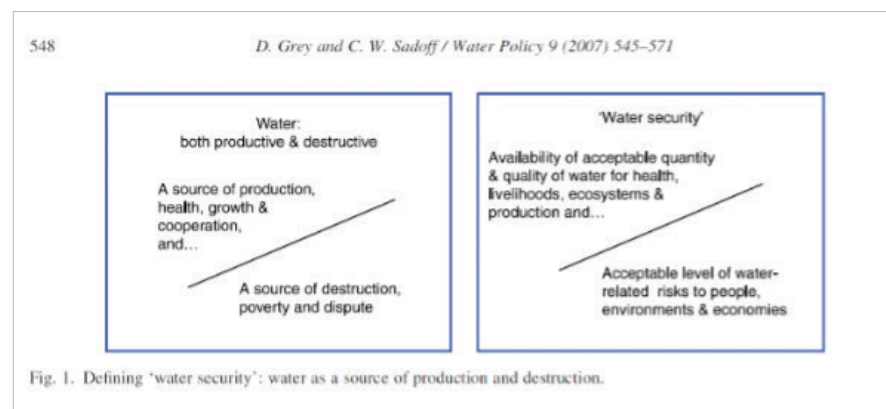 548
D. Grey and C. W. Sadoff / Water Policy 9 (2007) 545–571
Water:
both productive & destructive
A source of production,
health, growth &
cooperation,
and...
A source of destruction,
poverty and dispute
'Water security'
Availability of acceptable quantity
& quality of water for health,
livelihoods, ecosystems &
production and...
Acceptable level of water-
related risks to people,
environments & economies
Fig. 1. Defining 'water security': water as a source of production and destruction.